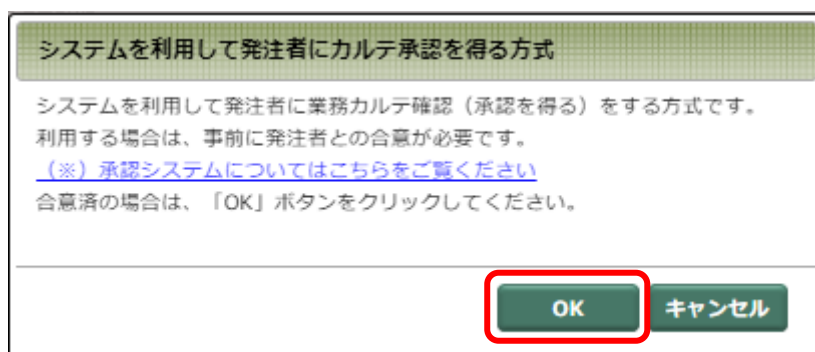 システムを利用して発注者にカルテ承認を得る方式
システムを利用して発注者に業務カルテ確認（承認を得る）をする方式です。
利用する場合は、事前に発注者との合意が必要です。
（※）承認システムについてはこちらをご覧ください
合意済の場合は、「OK」ボタンをクリックしてください。
OK キャンセル